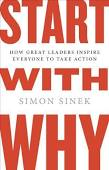 START
WITH
WHY
HOW GREAT LEADERS INSPIRE
EVERYONE TO TAKE ACTION
SIMON SINEK